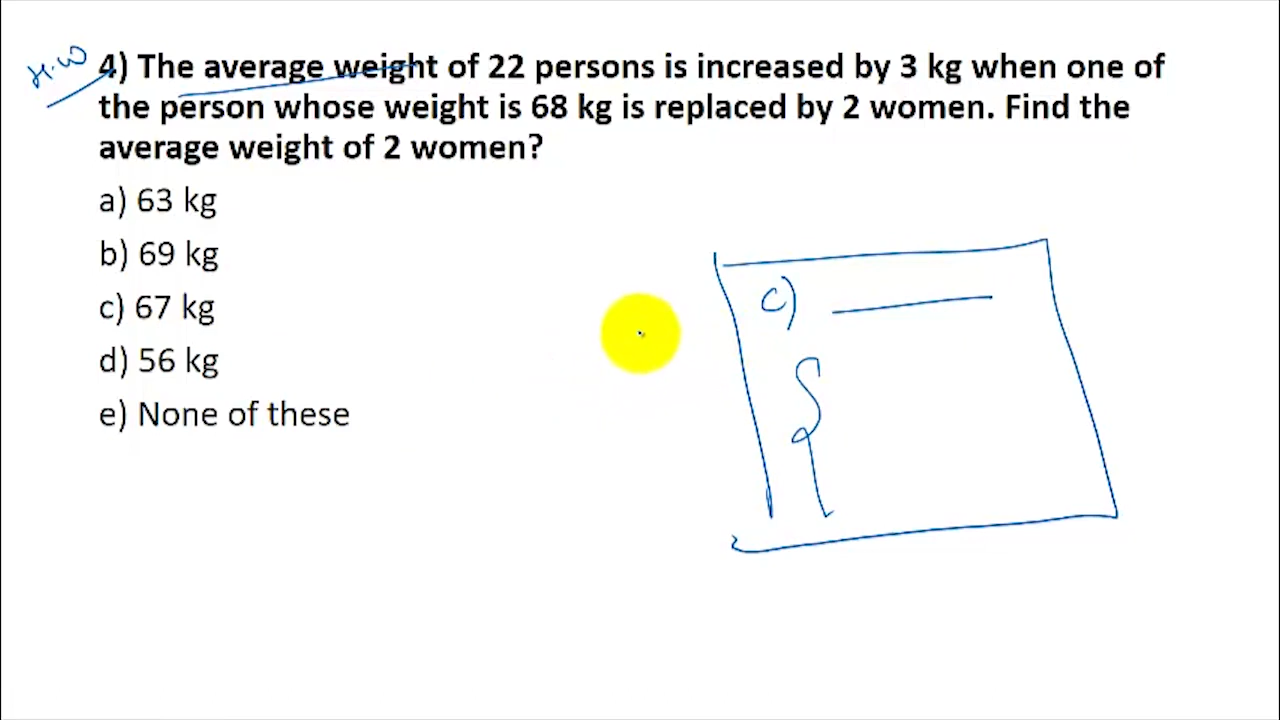 H.W
4) The average weight of 22 persons is increased by 3 kg when one of
the person whose weight is 68 kg is replaced by 2 women. Find the
average weight of 2 women?
a) 63 kg
b) 69 kg
c) 67 kg
d) 56 kg
e) None of these
c)